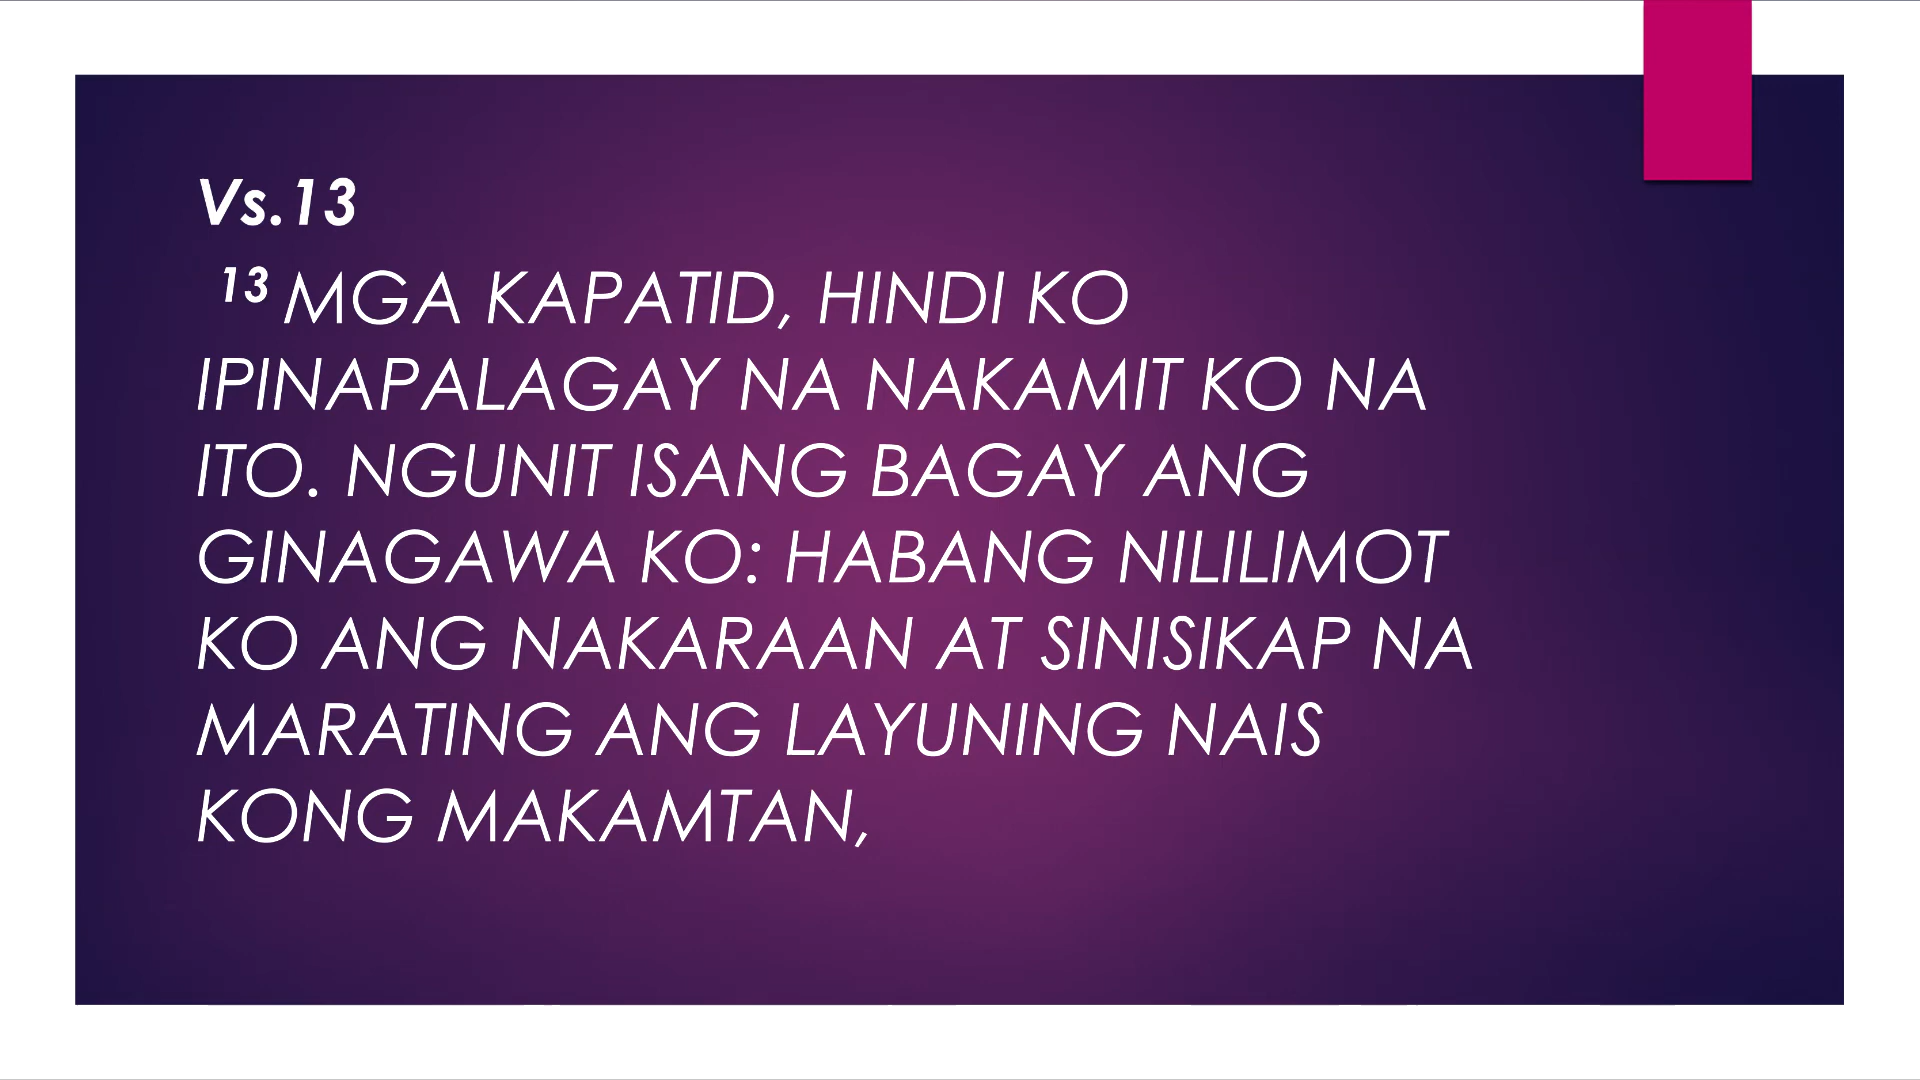 Vs.13
13 MGA KAPATID, HINDI KO
IPINAPALAGAY NA NAKAMIT KO NA
ITO. NGUNIT ISANG BAGAY ANG
GINAGAWA KO: HABANG NILILIMOT
KO ANG NAKARAAN AT SINISIKAP NA
MARATING ANG LAYUNING NAIS
KONG MAKAMTAN,